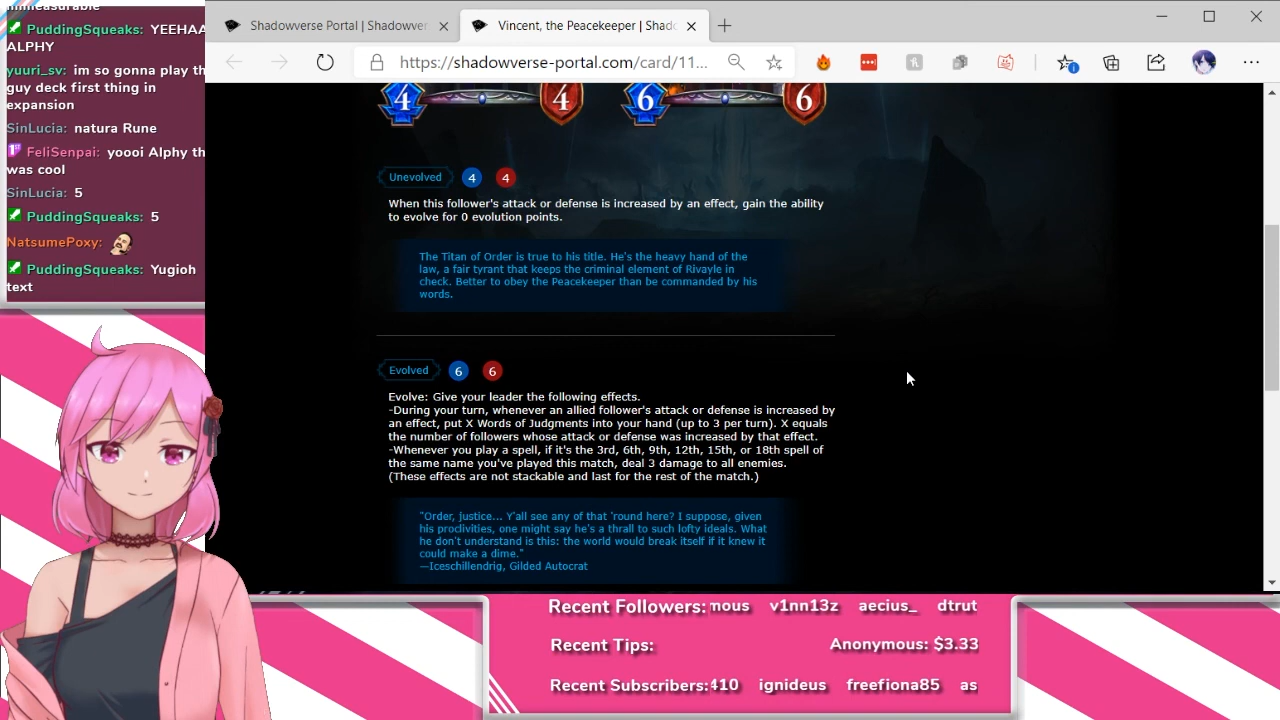 immeasurable
PuddingSqueaks: YEEHAA
ALPHY
yuuri_sv: im so gonna play th
guy deck first thing in
expansion
SinLucia: natura Rune
FeliSenpai: yoooi Alphy th
was cool
SinLucia: 5
PuddingSqueaks: 5
NatsumePoxy:
PuddingSqueaks: Yugioh
text
Shadowverse Portal | Shadowver
Vincent, the Peacekeeper | Shad
https://shadowverse-portal.com/card/11...
4 4 6 6
Unevolved 4 4
When this follower's attack or defense is increased by an effect, gain the ability
to evolve for 0 evolution points.
The Titan of Order is true to his title. He's the heavy hand of the
law, a fair tyrant that keeps the criminal element of Rivayle in
check. Better to obey the Peacekeeper than be commanded by his
words.
Evolved 6 6
Evolve: Give your leader the following effects.
-During your turn, whenever an allied follower's attack or defense is increased by
an effect, put X Words of Judgments into your hand (up to 3 per turn). X equals
the number of followers whose attack or defense was increased by that effect.
-Whenever you play a spell, if it's the 3rd, 6th, 9th, 12th, 15th, or 18th spell of
the same name you've played this match, deal 3 damage to all enemies.
(These effects are not stackable and last for the rest of the match.)
"Order, justice... Y'all see any of that 'round here? I suppose, given
his proclivities, one might say he's a thrall to such lofty ideals. What
he don't understand is this: the world would break itself if it knew it
could make a dime."
—Iceschillendrig, Gilded Autocrat
Recent Followers: mous v1nn13z aecius_ dtrut
Recent Tips: Anonymous: $3.33
Recent Subscribers: 410 ignideus freefiona85 as